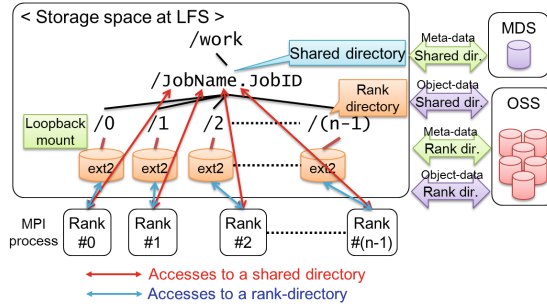 < Storage space at LFS >
/work
Shared directory
/JobName.JobID
Rank
directory
Loopback
mount
/0
/1
/2
/(n-1)
ext2
ext2
ext2
ext2
MPI
process
Rank
#0
Rank
#1
Rank
#2
Rank
#(n-1)
Accesses to a shared directory
Accesses to a rank-directory
Meta-data
Shared dir.
Object-data
Shared dir.
Meta-data
Rank dir.
Object-data
Rank dir.
MDS
OSS